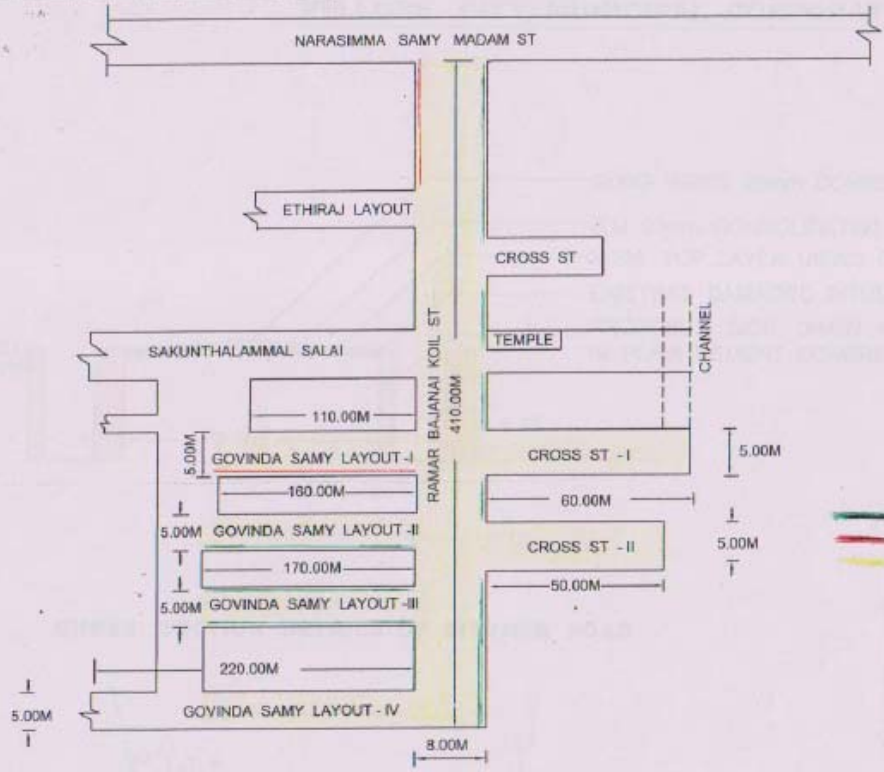 NARASIMMA SAMY MADAM ST
ETHIRAJ LAYOUT
CROSS ST
TEMPLE
SAKUNTHALAMMAL SALAI
CHANNEL
RAMAR BAJANAI KOIL ST
410.00M
110.00M
5.00M
GOVINDA SAMY LAYOUT-I
CROSS ST - I
5.00M
160.00M
60.00M
5.00M
GOVINDA SAMY LAYOUT-II
CROSS ST - II
5.00M
170.00M
50.00M
5.00M
GOVINDA SAMY LAYOUT-III
220.00M
5.00M
GOVINDA SAMY LAYOUT - IV
8.00M